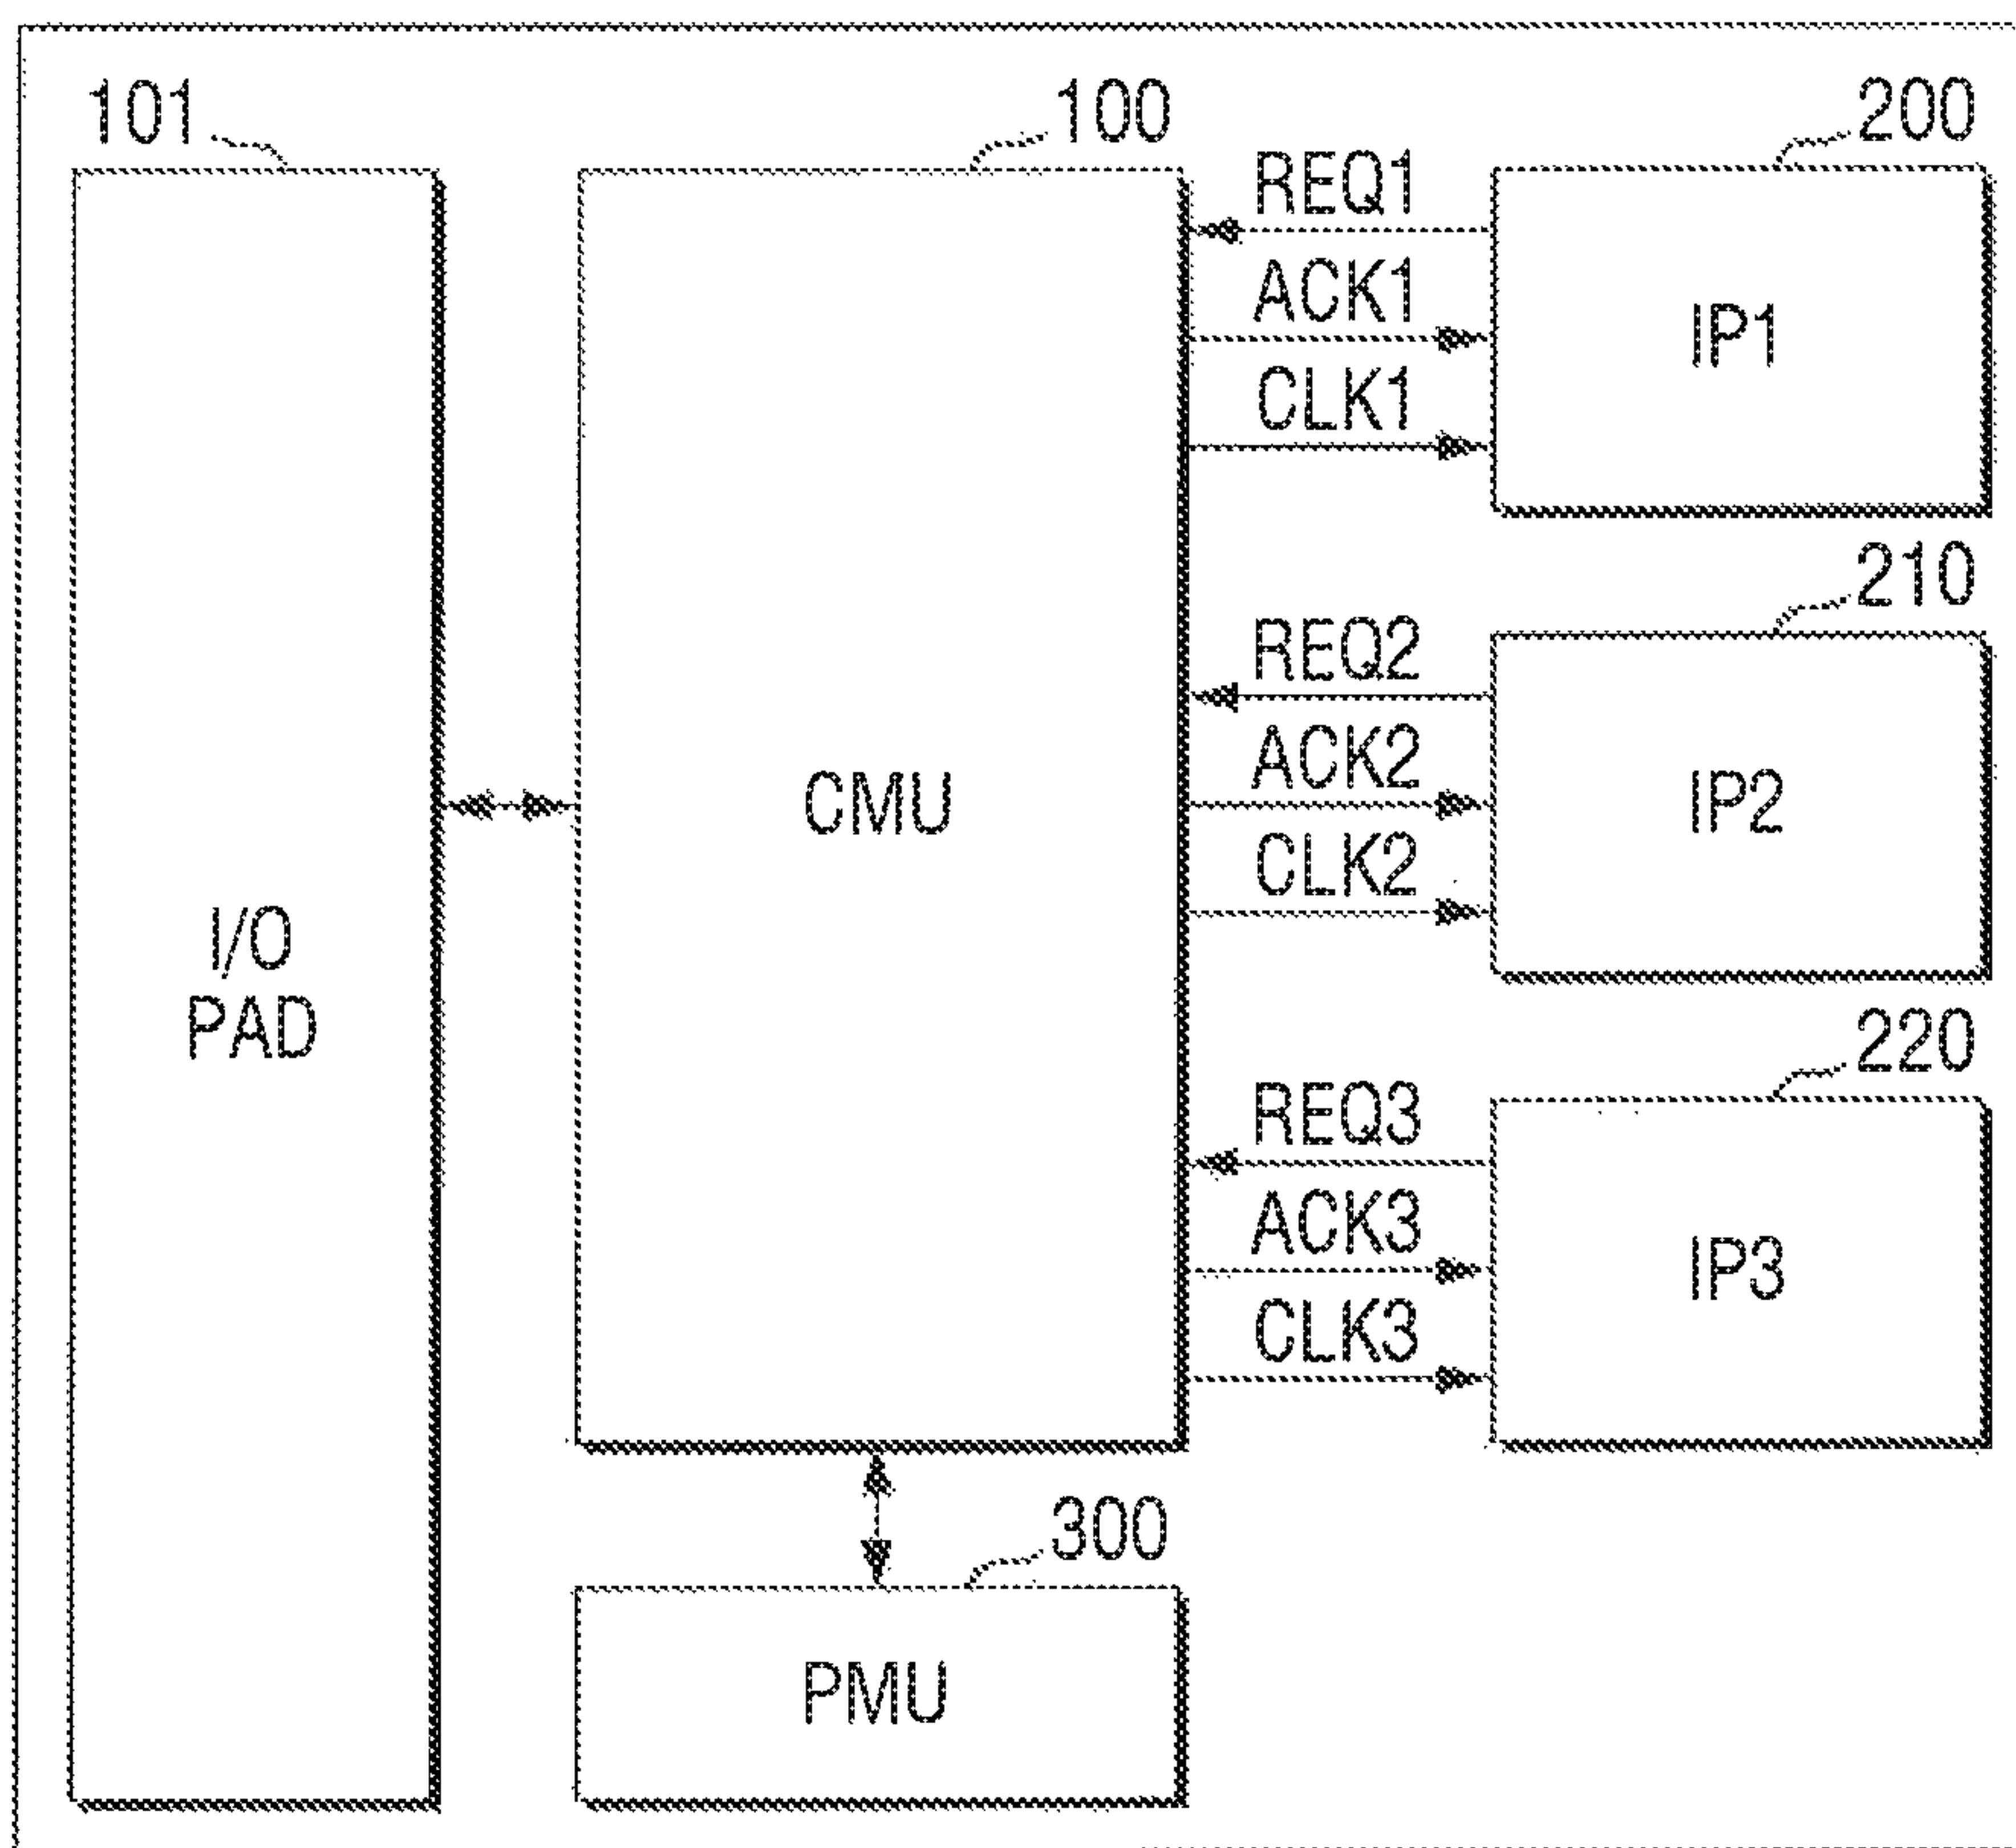 101
100
200
REQ1
ACK1
CLK1
IP1
210
REQ2
ACK2
CLK2
IP2
CMU
I/O
PAD
220
REQ3
ACK3
CLK3
IP3
300
PMU